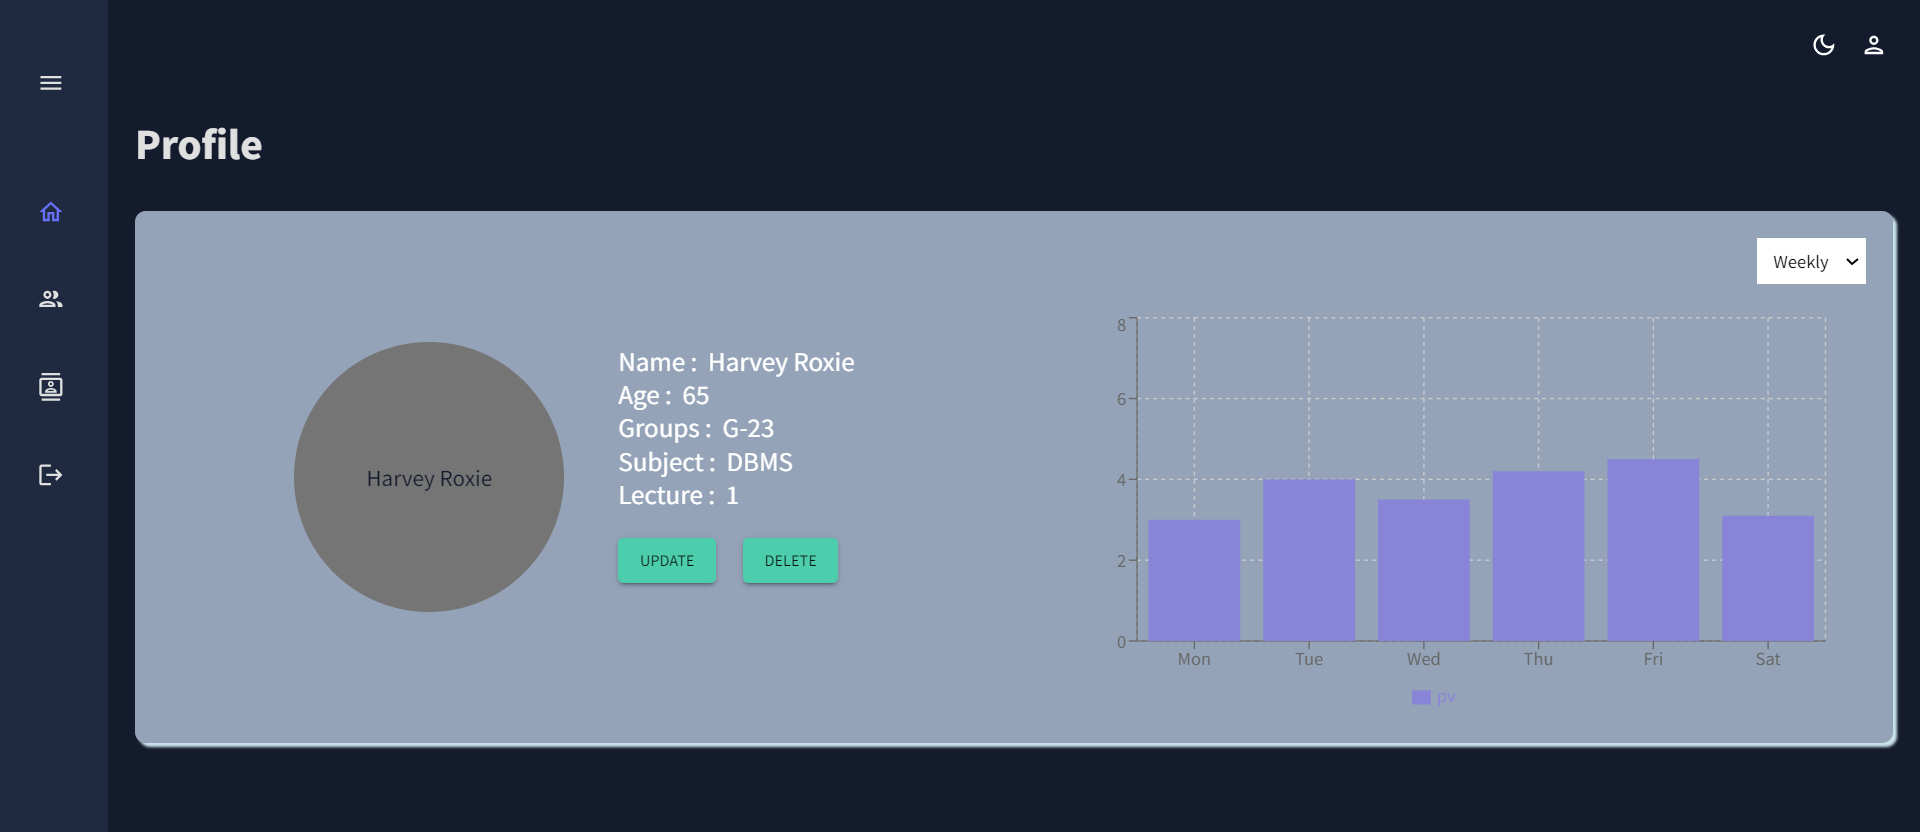 Profile
Weekly
Harvey Roxie
Name : Harvey Roxie
Age : 65
Groups : G-23
Subject : DBMS
Lecture : 1
UPDATE DELETE
8
6
4
2
0
Mon Tue Wed Thu Fri Sat
pv